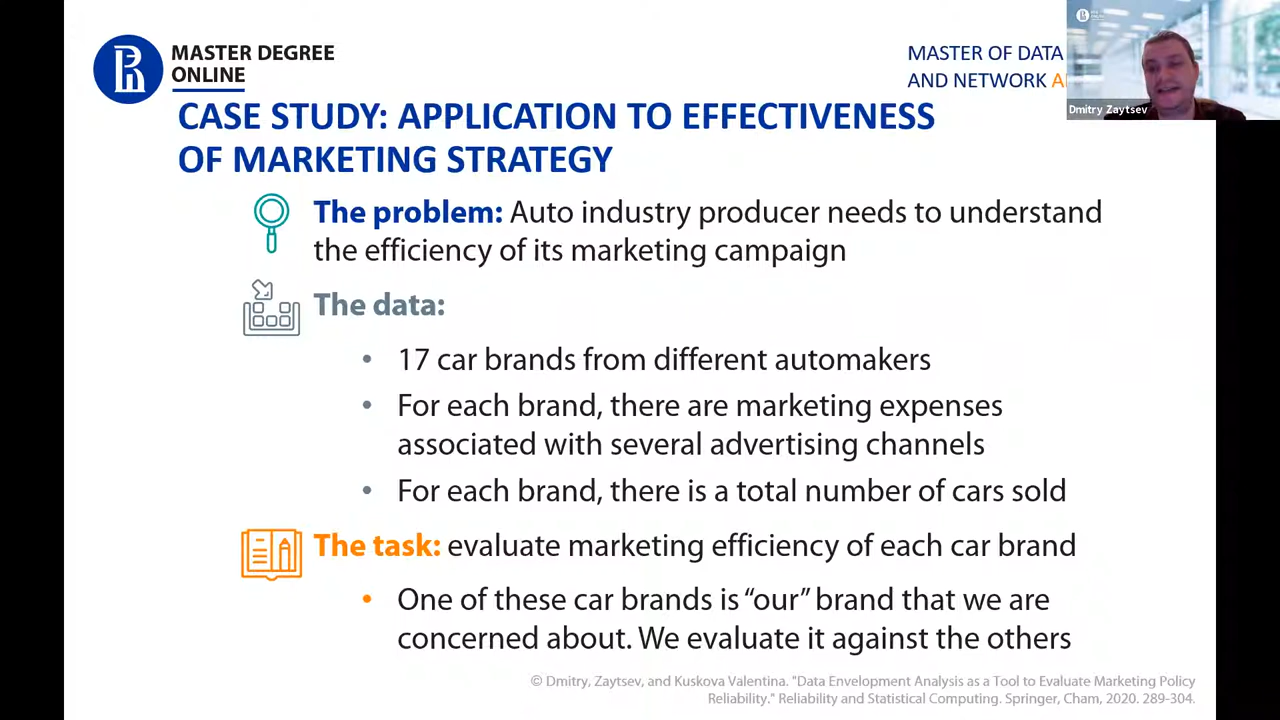 MASTER DEGREE
ONLINE
MASTER OF DATA
AND NETWORK
Dmitry Zaytsev
CASE STUDY: APPLICATION TO EFFECTIVENESS
OF MARKETING STRATEGY
The problem: Auto industry producer needs to understand
the efficiency of its marketing campaign
The data:
• 17 car brands from different automakers
• For each brand, there are marketing expenses
associated with several advertising channels
• For each brand, there is a total number of cars sold
The task: evaluate marketing efficiency of each car brand
• One of these car brands is “our” brand that we are
concerned about. We evaluate it against the others
© Dmitry, Zaytsev, and Kuskova Valentina. "Data Envelopment Analysis as a Tool to Evaluate Marketing Policy
Reliability." Reliability and Statistical Computing. Springer, Cham, 2020. 289-304.